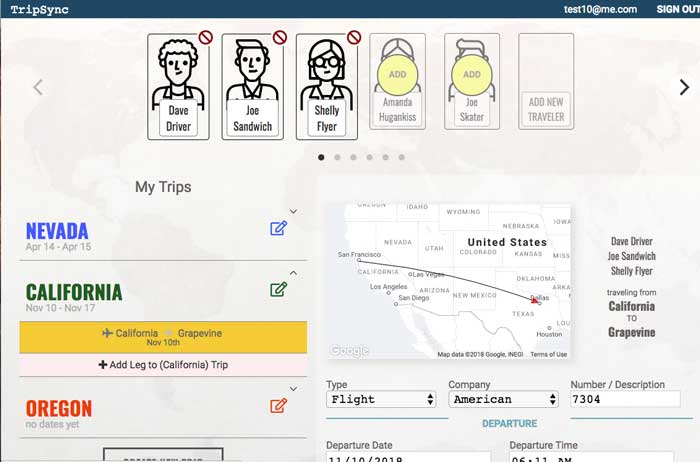 TripSync
test10@me.com SIGN OUT
Dave
Driver
Joe
Sandwich
Shelly
Flyer
ADD
Amanda
Hugankiss
ADD
Joe
Skater
ADD NEW
TRAVELER
My Trips
NEVADA
Apr 14 - Apr 15
CALIFORNIA
Nov 10 - Nov 17
California Grapevine
Nov 10th
Add Leg to (California) Trip
OREGON
no dates yet
IDAHO
WYOMING
NEBRASKA
IOWA
NEVADA
UTAH
COLORADO
KANSAS
United States
San Francisco
CALIFORNIA
Las Vegas
Los Angeles
San Diego
ARIZONA
NEW MEXICO
OKLAHOMA
Dallas
TEXAS
Houston
Google
Map data ©2018 Google, INEGI Terms of Use
Dave Driver
Joe Sandwich
Shelly Flyer
traveling from
California
TO
Grapevine
Type
Flight
Company
American
Number / Description
7304
DEPARTURE
Departure Date
11/10/2018
Departure Time
06:11 AM